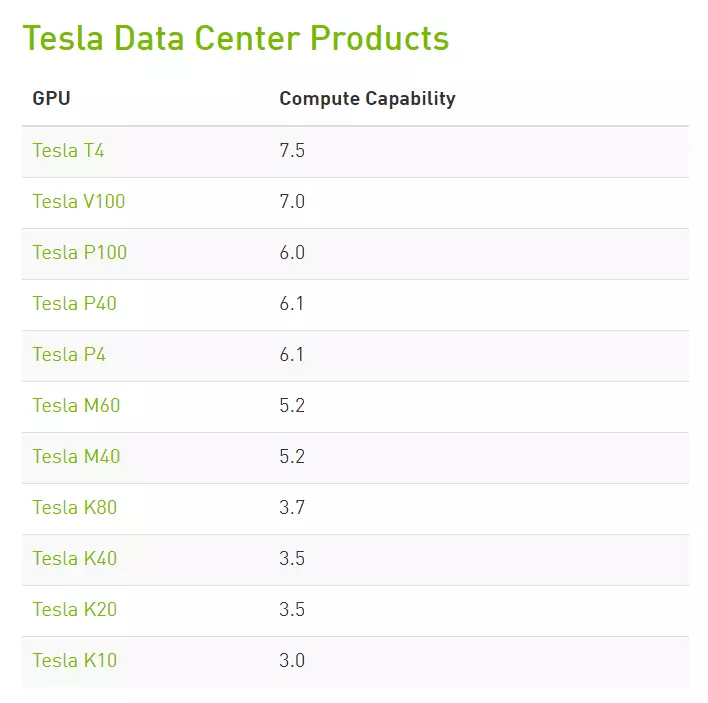 Tesla Data Center Products
GPU Compute Capability
Tesla T4 7.5
Tesla V100 7.0
Tesla P100 6.0
Tesla P40 6.1
Tesla P4 6.1
Tesla M60 5.2
Tesla M40 5.2
Tesla K80 3.7
Tesla K40 3.5
Tesla K20 3.5
Tesla K10 3.0